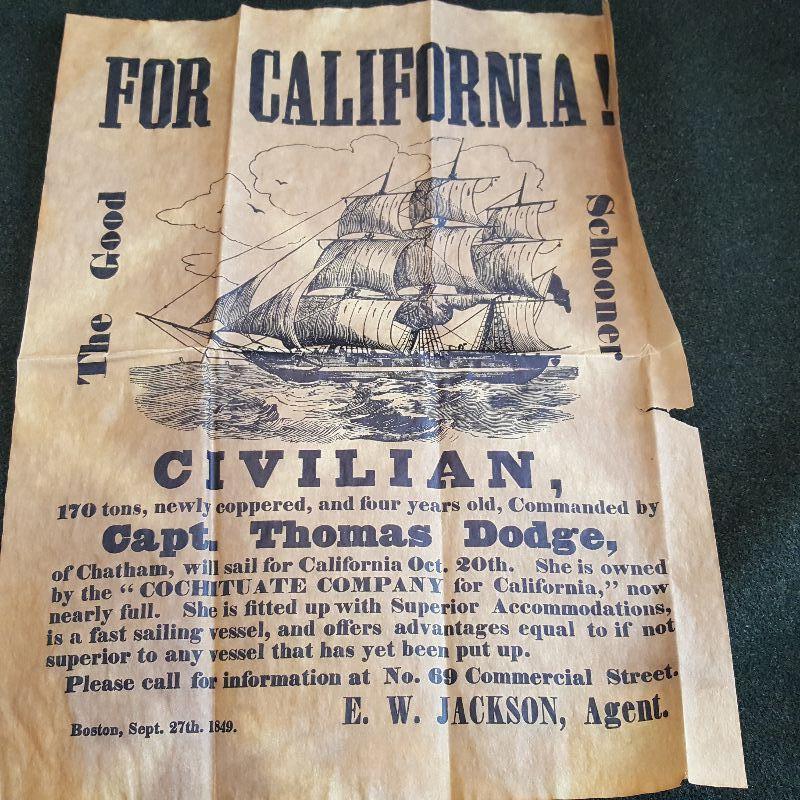 FOR CALIFORNIA!
The Good
Schooner
CIVILIAN,
170 tons, newly coppered, and four years old, Commanded by
Capt. Thomas Dodge,
of Chatham, will sail for California Oct. 20th. She is owned
by the "COCHITUATE COMPANY for California," now
nearly full. She is fitted up with Superior Accommodations,
is a fast sailing vessel, and offers advantages equal to if not
superior to any vessel that has yet been put up.
Please call for information at No. 69 Commercial Street.
E. W. JACKSON, Agent.
Boston, Sept. 27th. 1849.